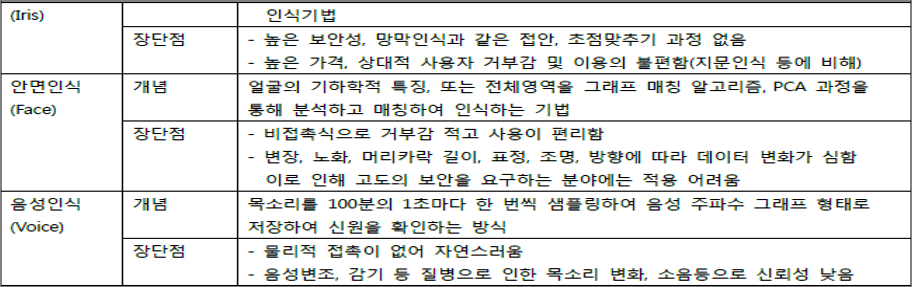 (Iris) 인식기법
장단점 - 높은 보안성, 망막인식과 같은 접안, 초점맞추기 과정 없음
- 높은 가격, 상대적 사용자 거부감 및 이용의 불편함(지문인식 등에 비해)
안면인식 개념 얼굴의 기하학적 특징, 또는 전체영역을 그래프 매칭 알고리즘, PCA 과정을
(Face) 통해 분석하고 매칭하여 인식하는 기법
장단점 - 비접촉식으로 거부감 적고 사용이 편리함
- 변장, 노화, 머리카락 길이, 표정, 조명, 방향에 따라 데이터 변화가 심함
이로 인해 고도의 보안을 요구하는 분야에는 적용 어려움
음성인식 개념 목소리를 100분의 1초마다 한 번씩 샘플링하여 음성 주파수 그래프 형태로
(Voice) 저장하여 신원을 확인하는 방식
장단점 - 물리적 접촉이 없어 자연스러움
- 음성변조, 감기 등 질병으로 인한 목소리 변화, 소음등으로 신뢰성 낮음